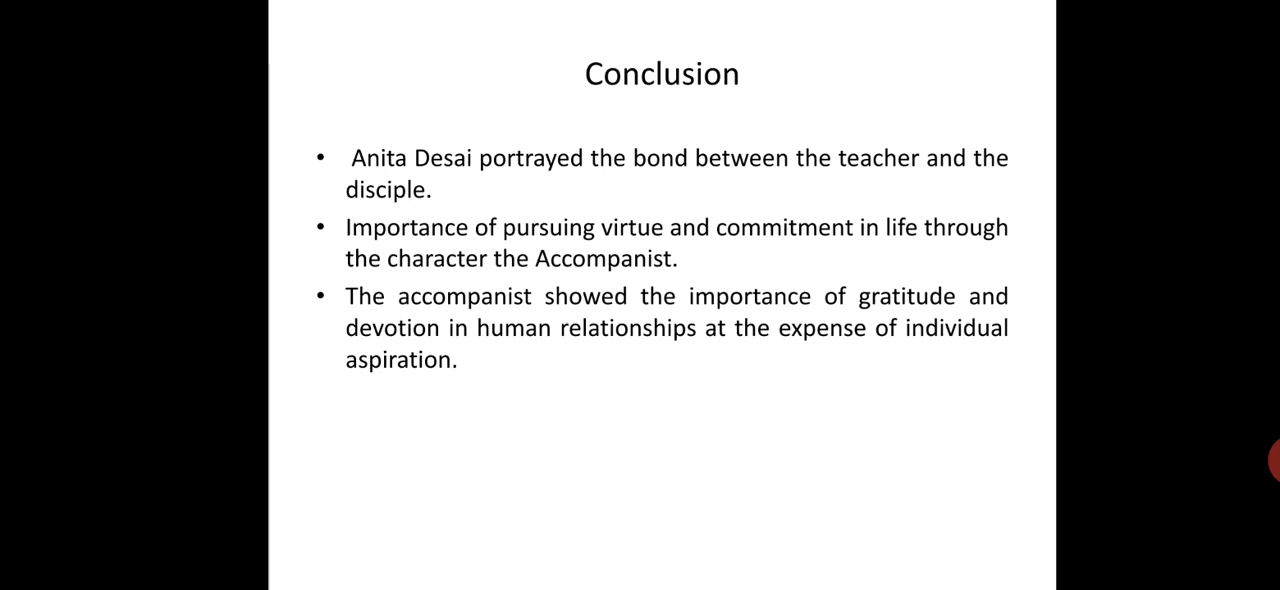 Conclusion
• Anita Desai portrayed the bond between the teacher and the
disciple.
• Importance of pursuing virtue and commitment in life through
the character the Accompanist.
• The accompanist showed the importance of gratitude and
devotion in human relationships at the expense of individual
aspiration.